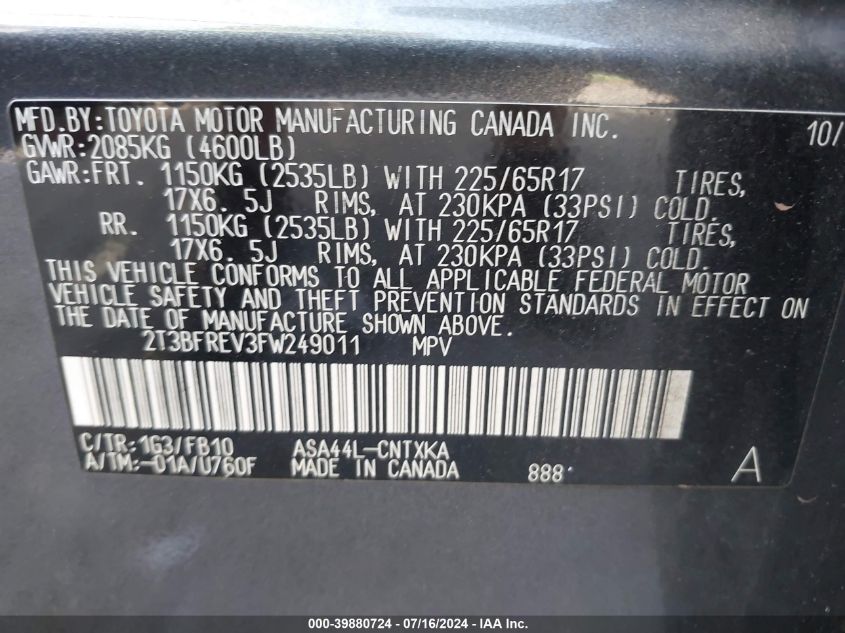 MFD.BY:TOYOTA MOTOR MANUFACTURING CANADA INC. 10/
GVWR:2085KG (4600LB)
GAWR:FRT. 1150KG (2535LB) WITH 225/65R17 TIRES,
17X6. 5J RIMS, AT 230KPA (33PSI) COLD.
RR. 1150KG (2535LB) WITH 225/65R17 TIRES,
17X6. 5J RIMS, AT 230KPA (33PSI) COLD.
THIS VEHICLE CONFORMS TO ALL APPLICABLE FEDERAL MOTOR
VEHICLE SAFETY AND THEFT PREVENTION STANDARDS IN EFFECT ON
THE DATE OF MANUFACTURE SHOWN ABOVE.
2T3BFREV3FW249011 MPV
C/TR:1G3/FB10 ASA44L-CNTXKA
A/TM:-01A/U760F MADE IN CANADA 888 A
000-39880724 - 07/16/2024 - IAA Inc.